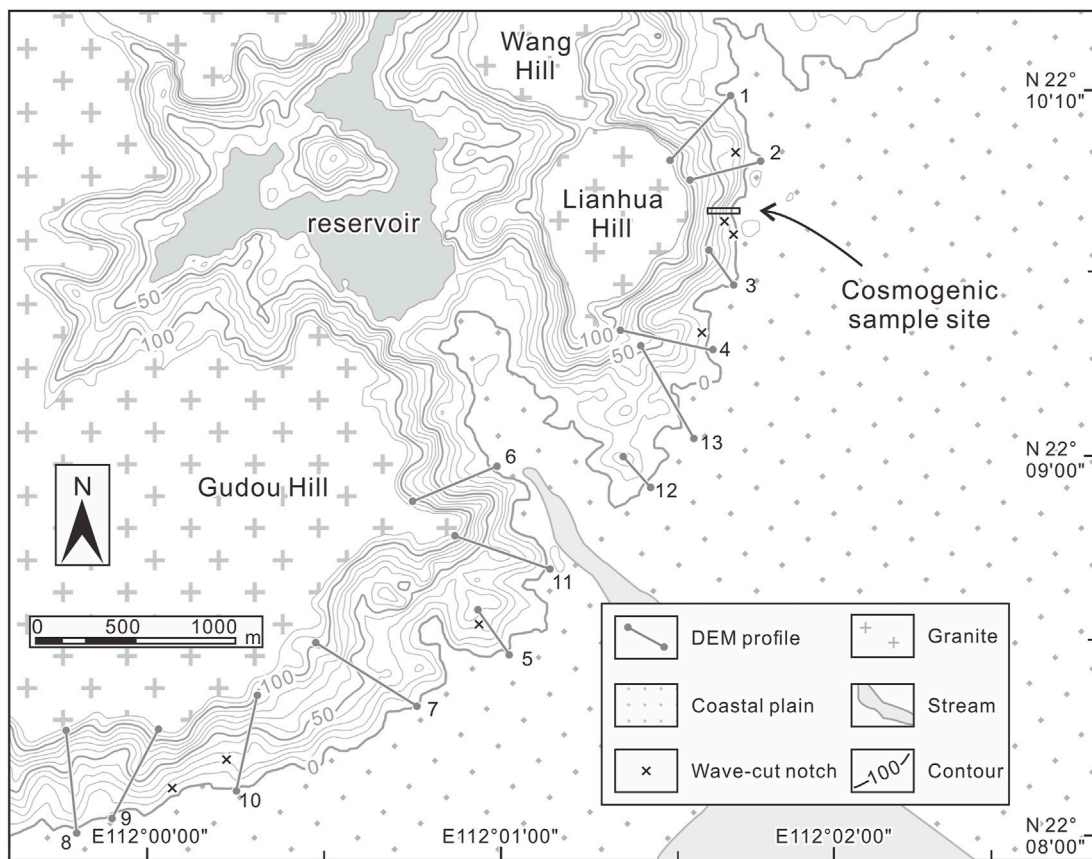 Wang
Hill
N 22°
10'10"
1
2
Lianhua
Hill
reservoir
3
Cosmogenic
sample site
50
100
100
50
4
0
13
N 22°
09'00"
6
12
Gudou Hill
N
11
0 500 1000 m
5
DEM profile
Granite
100
7
Coastal plain
Stream
50
0
Wave-cut notch
100
Contour
10
9
8
E112°00'00"
E112°01'00"
E112°02'00"
N 22°
08'00"